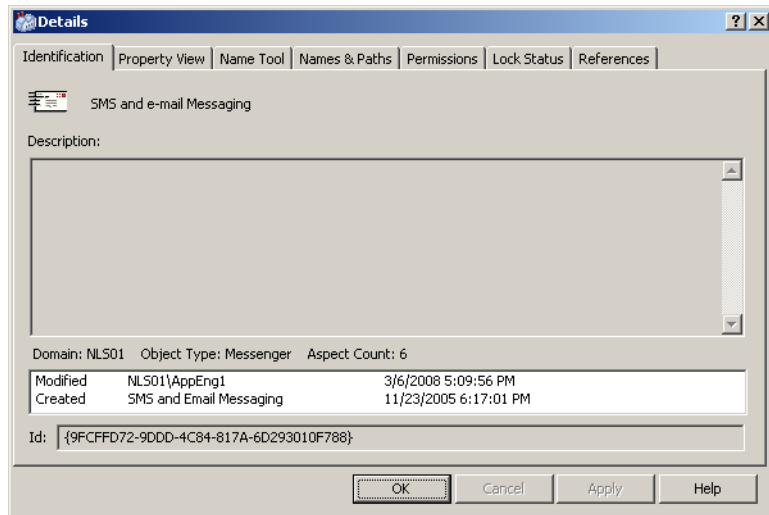 Details
Identification Property View Name Tool Names & Paths Permissions Lock Status References
SMS and e-mail Messaging
Description:
Domain: NLS01 Object Type: Messenger Aspect Count: 6
Modified NLS01\AppEng1 3/6/2008 5:09:56 PM
Created SMS and Email Messaging 11/23/2005 6:17:01 PM
Id: {9FCFFD72-9DDD-4C84-817A-6D293010F788}
OK Cancel Apply Help